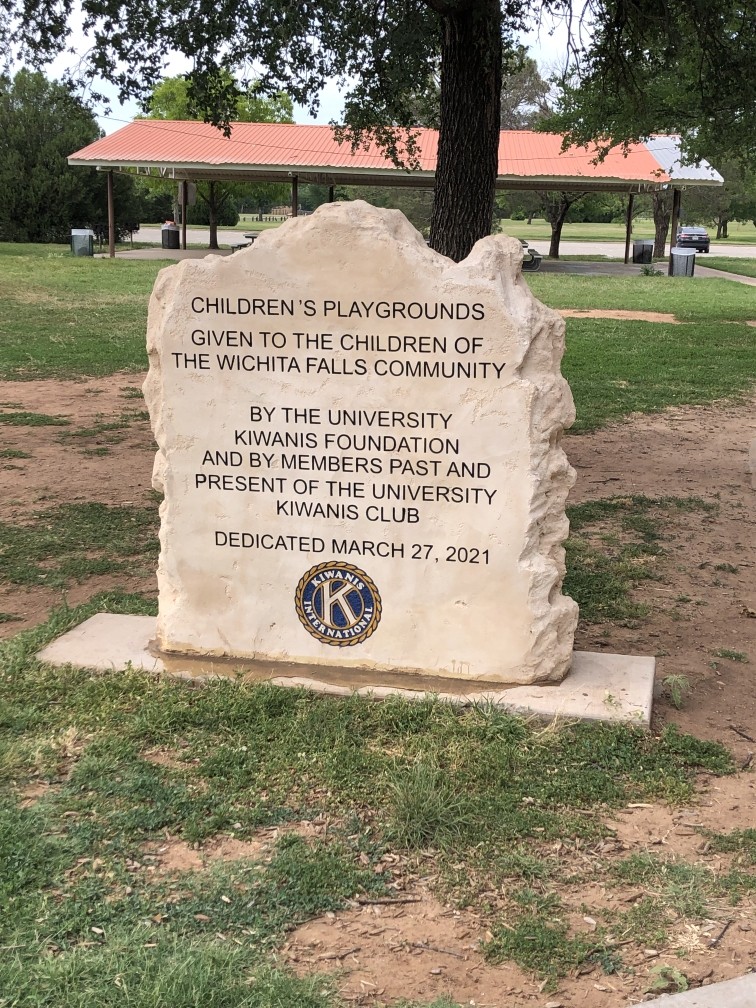 CHILDREN'S PLAYGROUNDS
GIVEN TO THE CHILDREN OF
THE WICHITA FALLS COMMUNITY
BY THE UNIVERSITY
KIWANIS FOUNDATION
AND BY MEMBERS PAST AND
PRESENT OF THE UNIVERSITY
KIWANIS CLUB
DEDICATED MARCH 27, 2021
KIWANIS
K
INTERNATIONAL